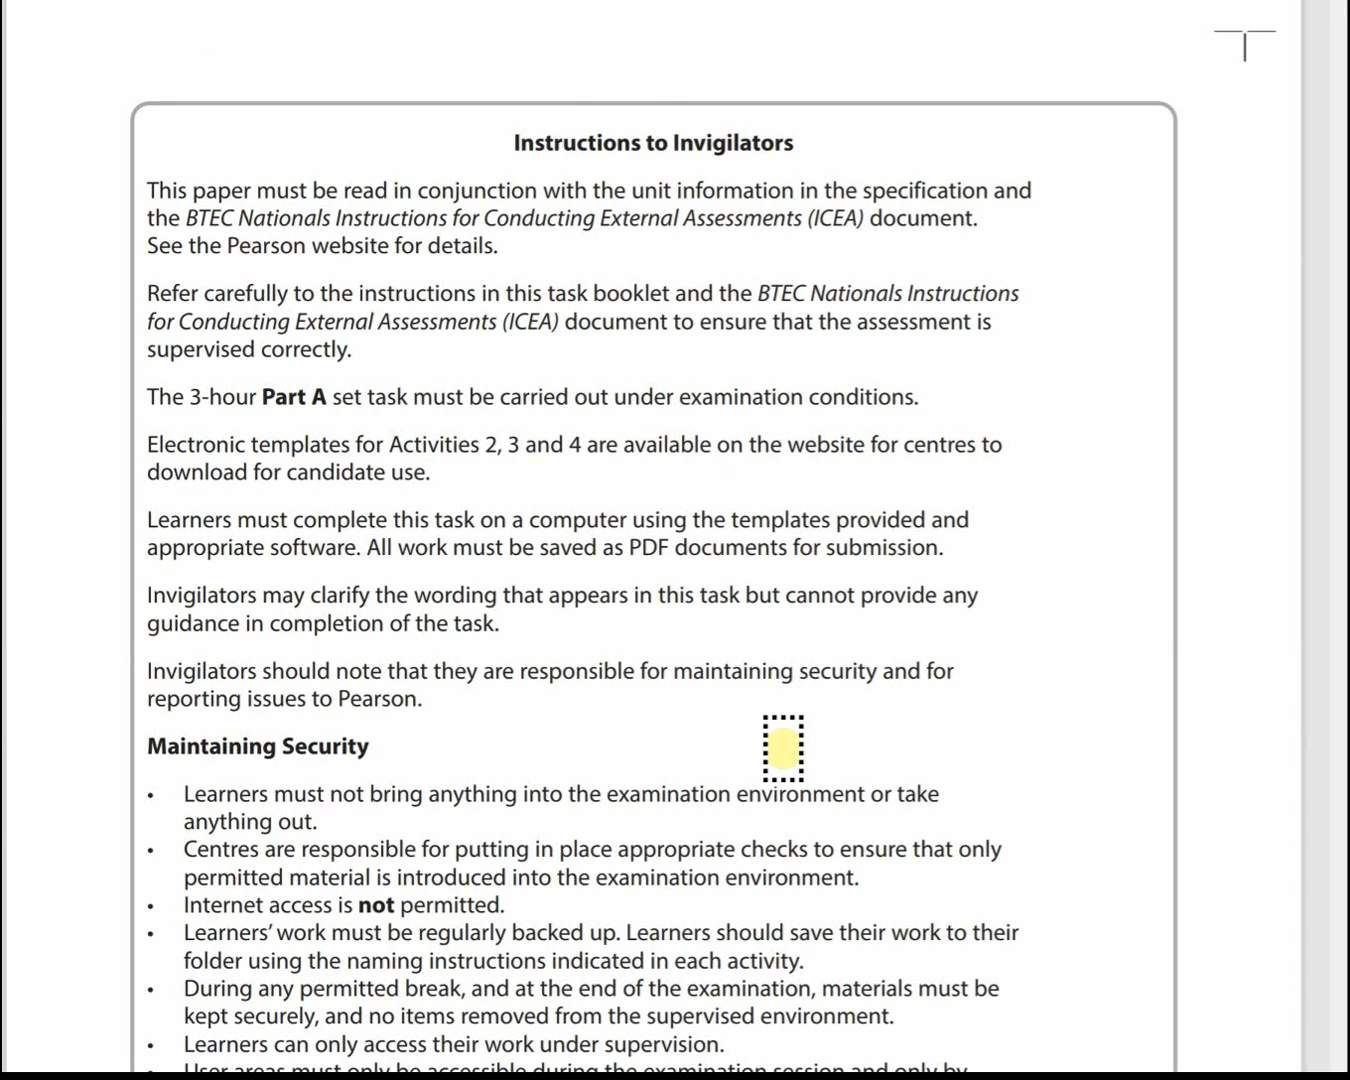 Instructions to Invigilators
This paper must be read in conjunction with the unit information in the specification and
the BTEC Nationals Instructions for Conducting External Assessments (ICEA) document.
See the Pearson website for details.
Refer carefully to the instructions in this task booklet and the BTEC Nationals Instructions
for Conducting External Assessments (ICEA) document to ensure that the assessment is
supervised correctly.
The 3-hour Part A set task must be carried out under examination conditions.
Electronic templates for Activities 2, 3 and 4 are available on the website for centres to
download for candidate use.
Learners must complete this task on a computer using the templates provided and
appropriate software. All work must be saved as PDF documents for submission.
Invigilators may clarify the wording that appears in this task but cannot provide any
guidance in completion of the task.
Invigilators should note that they are responsible for maintaining security and for
reporting issues to Pearson.
Maintaining Security
• Learners must not bring anything into the examination environment or take
anything out.
• Centres are responsible for putting in place appropriate checks to ensure that only
permitted material is introduced into the examination environment.
• Internet access is not permitted.
• Learners' work must be regularly backed up. Learners should save their work to their
folder using the naming instructions indicated in each activity.
• During any permitted break, and at the end of the examination, materials must be
kept securely, and no items removed from the supervised environment.
• Learners can only access their work under supervision.
• User areas must only be accessible during the examination session and only by